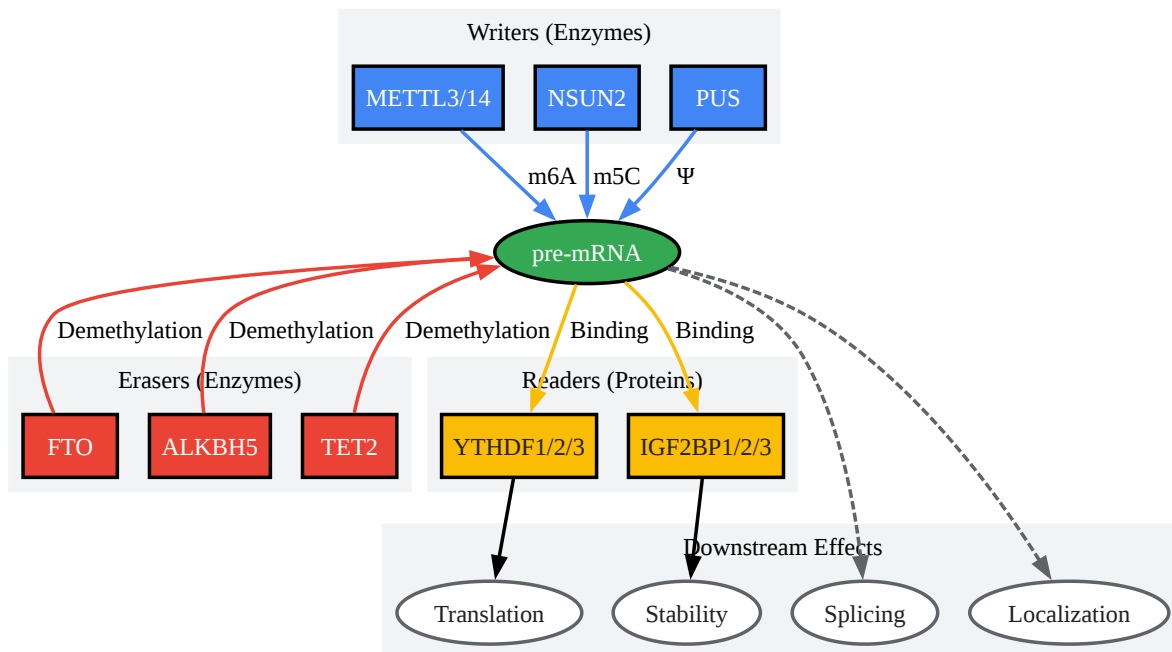 Writers (Enzymes)
METTL3/14
NSUN2
PUS
m6A
m5C
Ψ
pre-mRNA
Demethylation
Demethylation
Demethylation
Binding
Binding
Erasers (Enzymes)
Readers (Proteins)
FTO
ALKBH5
TET2
YTHDF1/2/3
IGF2BP1/2/3
Downstream Effects
Translation
Stability
Splicing
Localization